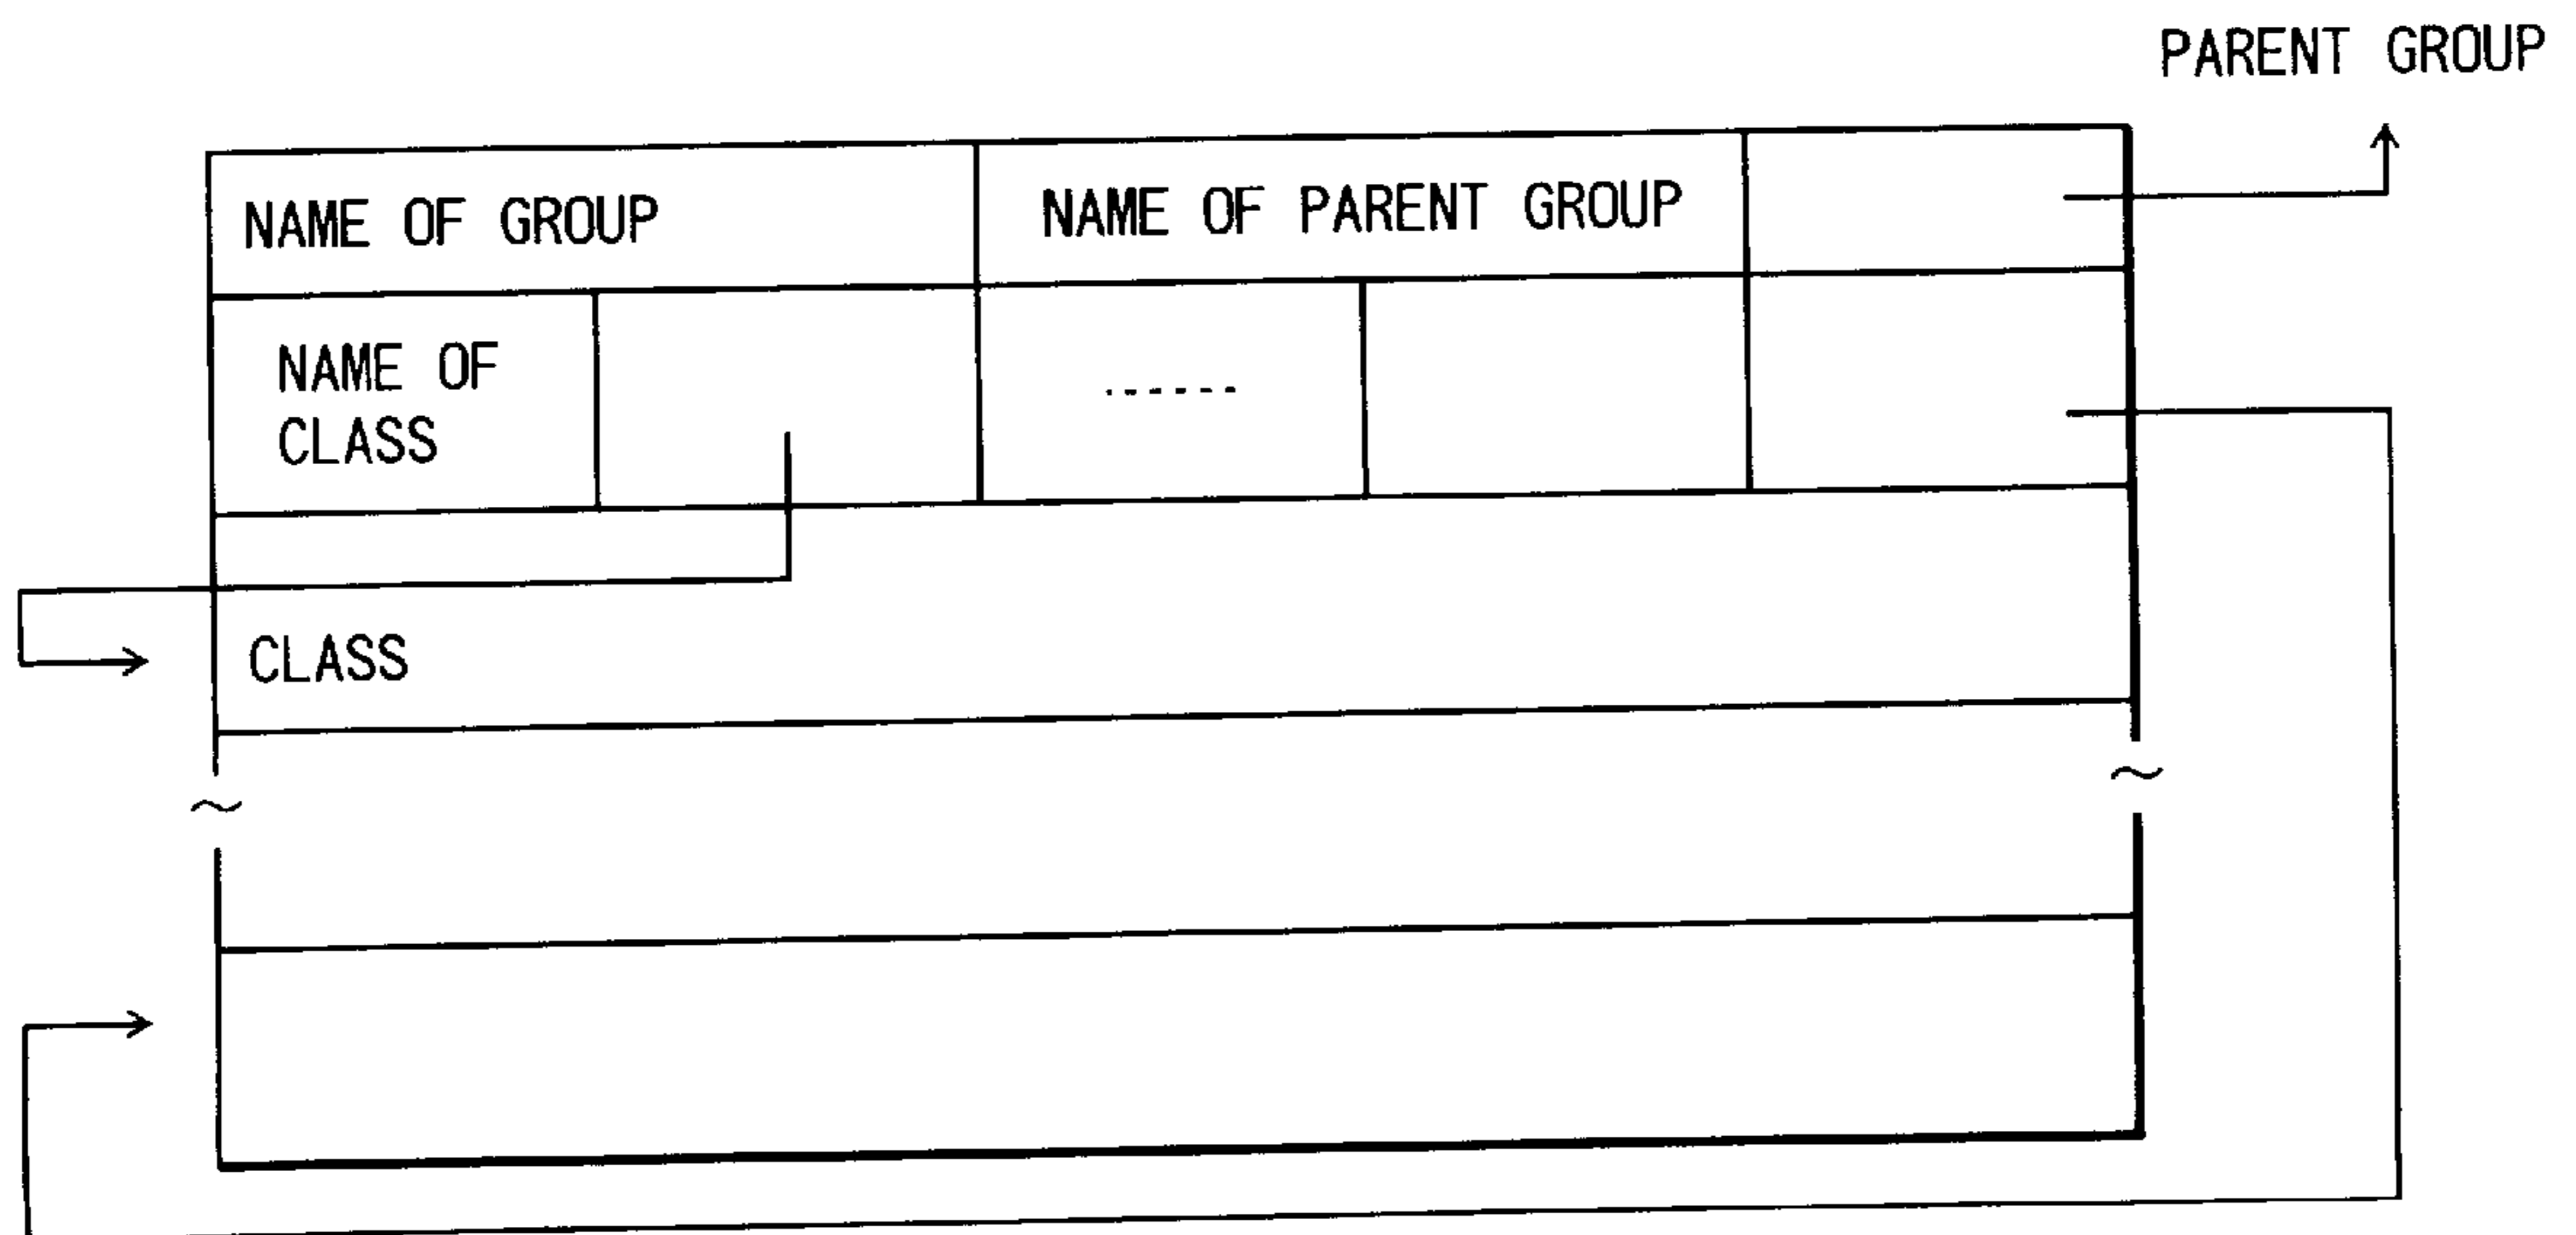 PARENT GROUP
NAME OF GROUP
NAME OF PARENT GROUP
NAME OF
CLASS
------
CLASS
~
~